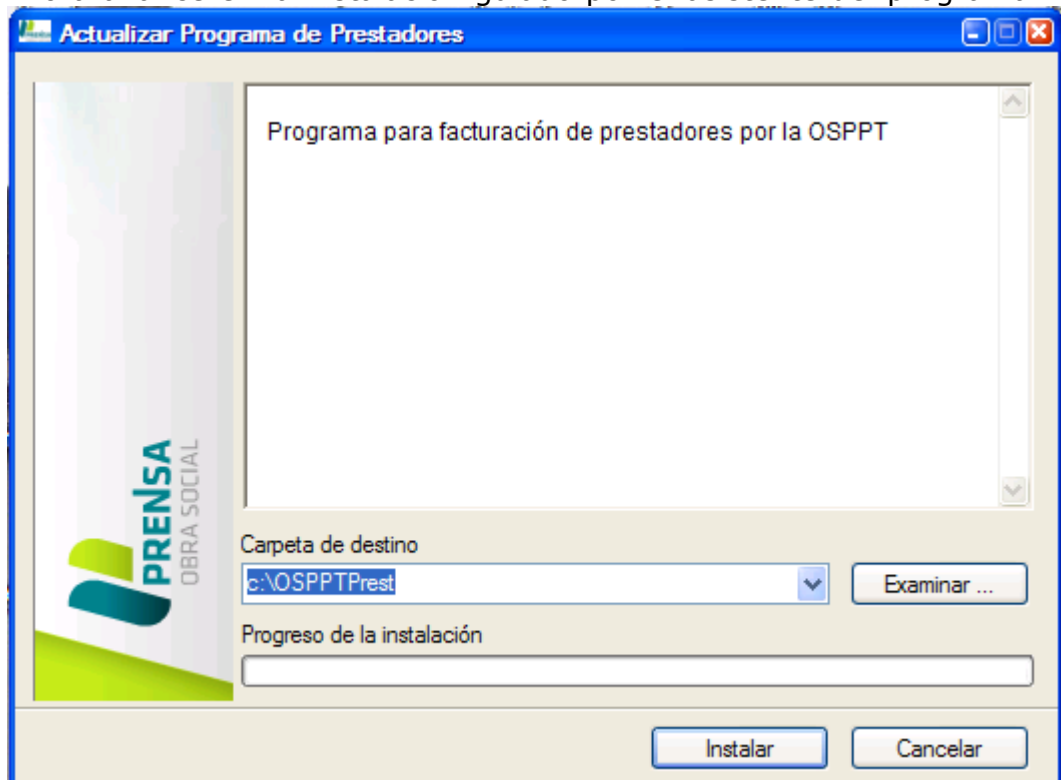 Actualizar Programa de Prestadores
Programa para facturación de prestadores por la OSPPT
PRENSA
OBRA SOCIAL
Carpeta de destino
c:\OSPPTPrest
Examinar ...
Progreso de la instalación
Instalar
Cancelar